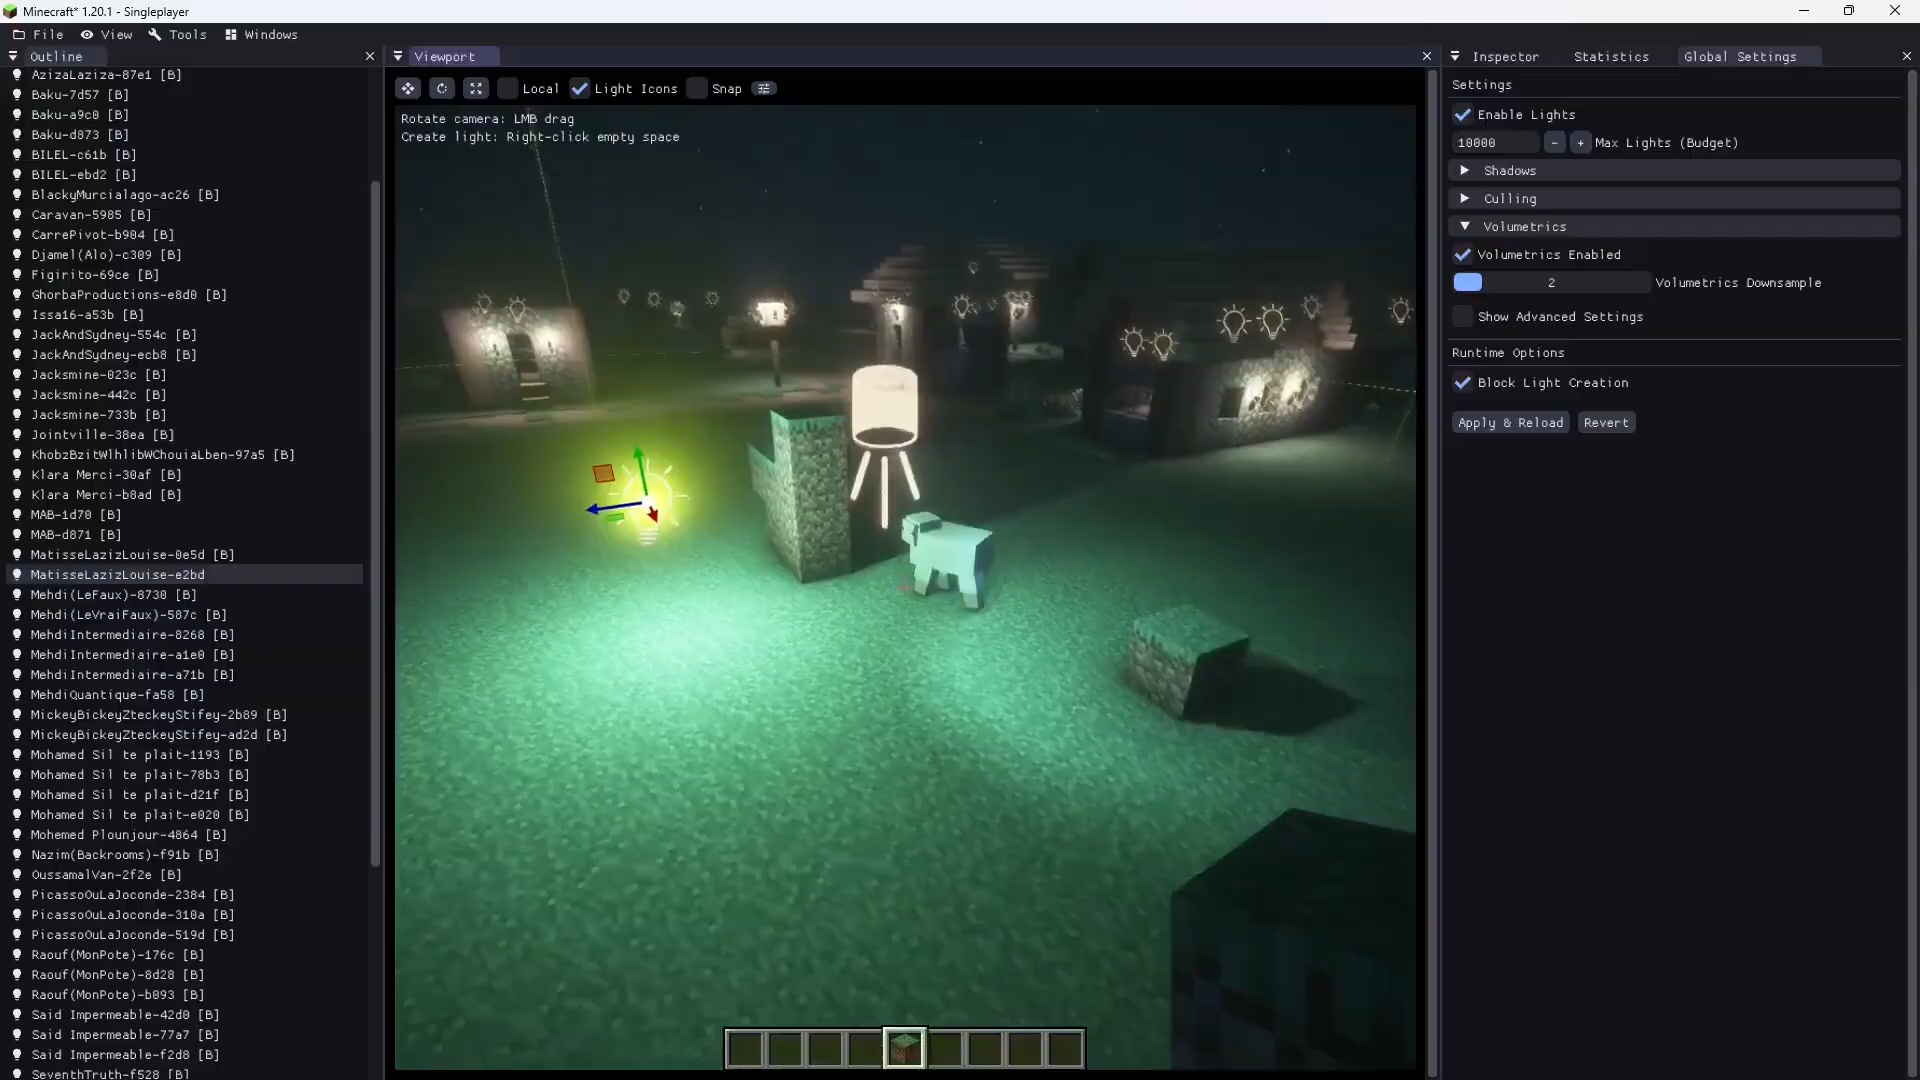 Minecraft* 1.20.1 - Singleplayer
File View Tools Windows
Outline
AzizaLaziza-87e1 [B]
Baku-7d57 [B]
Baku-a9c0 [B]
Baku-d873 [B]
BILEL-c61b [B]
BILEL-ebd2 [B]
BlackyMurcialago-ac26 [B]
Caravan-5985 [B]
CarrePivot-b904 [B]
Djamel(Alo)-c309 [B]
Figirito-69ce [B]
GhorbaProductions-e8d0 [B]
Issa16-a53b [B]
JackAndSydney-554c [B]
JackAndSydney-ecb8 [B]
Jacksmine-023c [B]
Jacksmine-442c [B]
Jacksmine-733b [B]
Jointville-38ea [B]
KhobzBzitWlhlibWChouiaLben-97a5 [B]
Klara Merci-30af [B]
Klara Merci-b8ad [B]
MAB-1d70 [B]
MAB-d871 [B]
MatisseLazizLouise-0e5d [B]
MatisseLazizLouise-e2bd
Mehdi(LeFaux)-8730 [B]
Mehdi(LeVraiFaux)-587c [B]
MehdiIntermediaire-8268 [B]
MehdiIntermediaire-a1e0 [B]
MehdiIntermediaire-a71b [B]
MehdiQuantique-fa58 [B]
MickeyBickeyZteckeyStifey-2b89 [B]
MickeyBickeyZteckeyStifey-ad2d [B]
Mohamed Sil te plait-1193 [B]
Mohamed Sil te plait-78b3 [B]
Mohamed Sil te plait-d21f [B]
Mohamed Sil te plait-e020 [B]
Mohemed Plounjour-4864 [B]
Nazim(Backrooms)-f91b [B]
OussamalVan-2f2e [B]
PicassoOuLaJoconde-2384 [B]
PicassoOuLaJoconde-310a [B]
PicassoOuLaJoconde-519d [B]
Raouf(MonPote)-176c [B]
Raouf(MonPote)-8d28 [B]
Raouf(MonPote)-b093 [B]
Said Impermeable-42d0 [B]
Said Impermeable-77a7 [B]
Said Impermeable-f2d8 [B]
SeventhTruth-f528 [B]
Viewport
Local Light Icons Snap
Rotate camera: LMB drag
Create light: Right-click empty space
Inspector Statistics Global Settings
Settings
Enable Lights
10000 - + Max Lights (Budget)
Shadows
Culling
Volumetrics
Volumetrics Enabled
2 Volumetrics Downsample
Show Advanced Settings
Runtime Options
Block Light Creation
Apply & Reload Revert